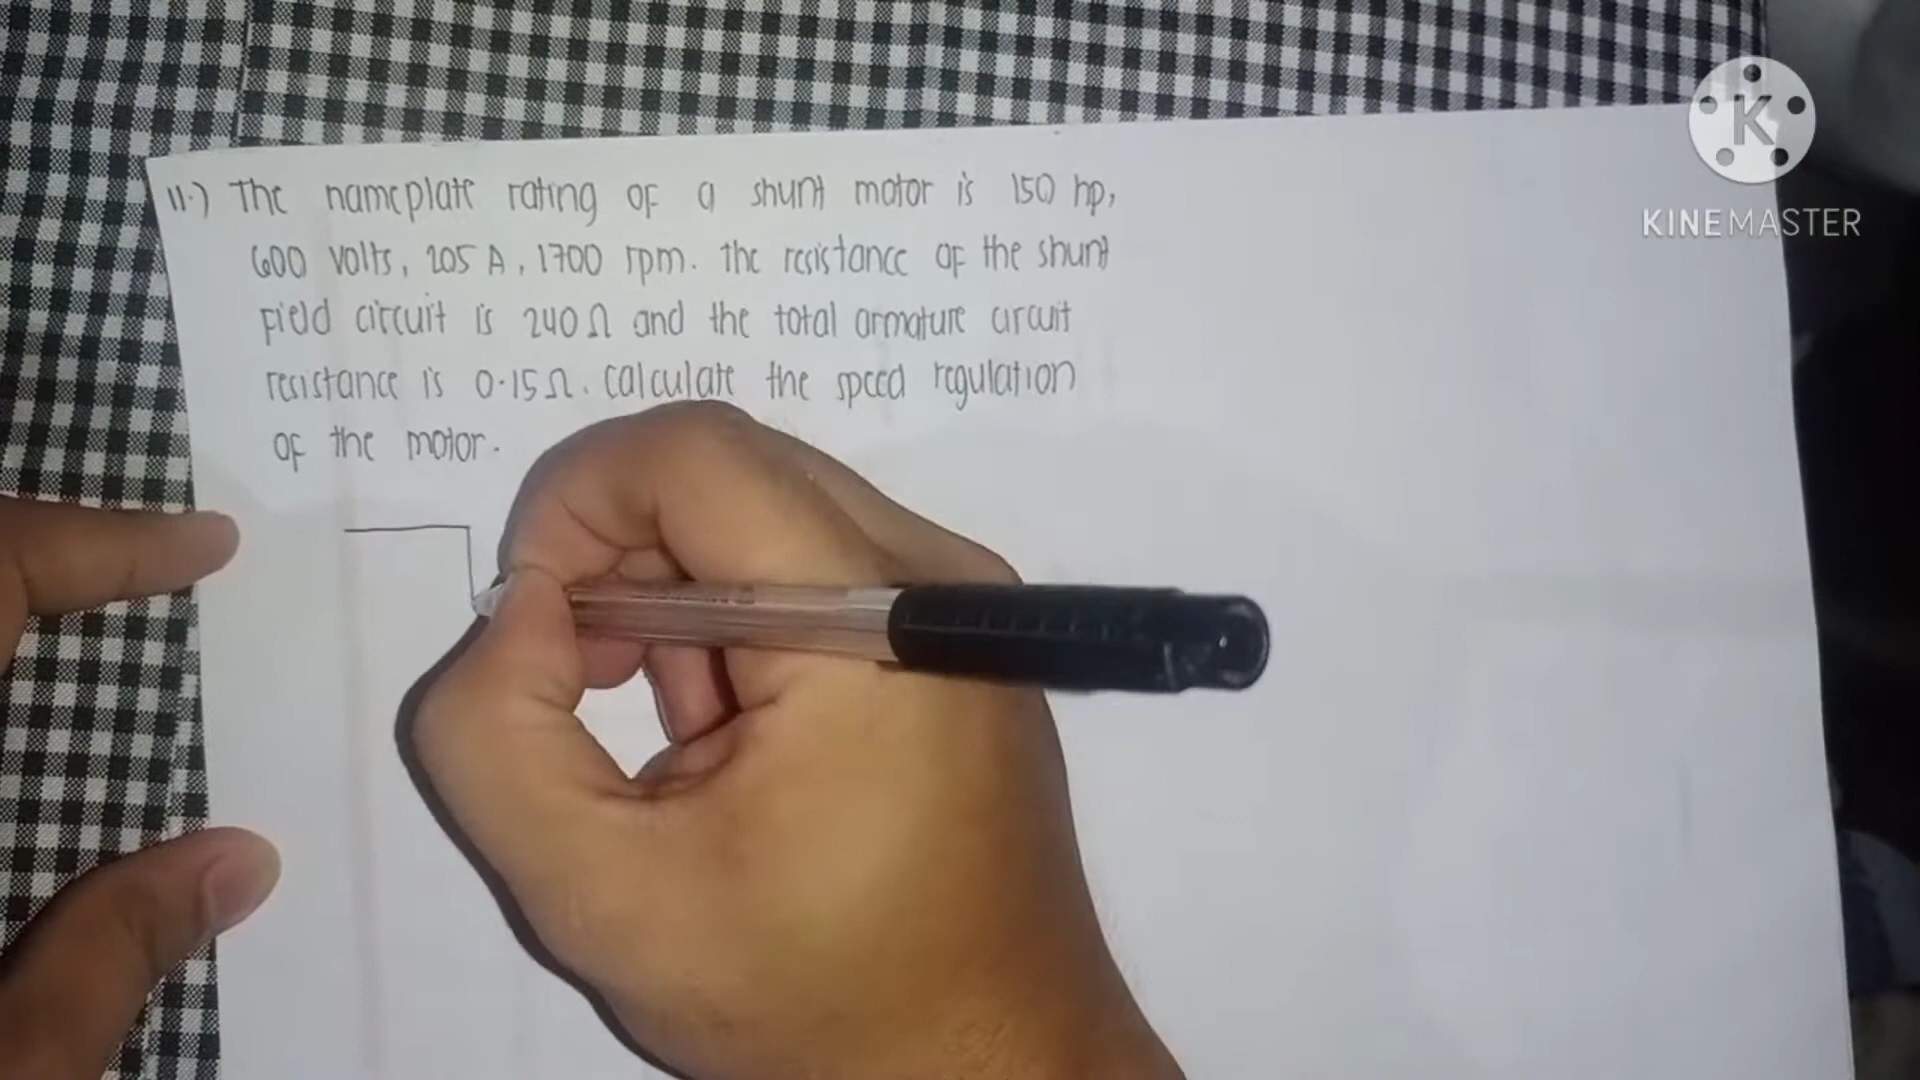 11.) The nameplate rating of a shunt motor is 150 hp,
600 volts, 205 A, 1700 rpm. The resistance of the shunt
field circuit is 240 Ω and the total armature circuit
resistance is 0.15 Ω. Calculate the speed regulation
of the motor.
K
KINEMASTER